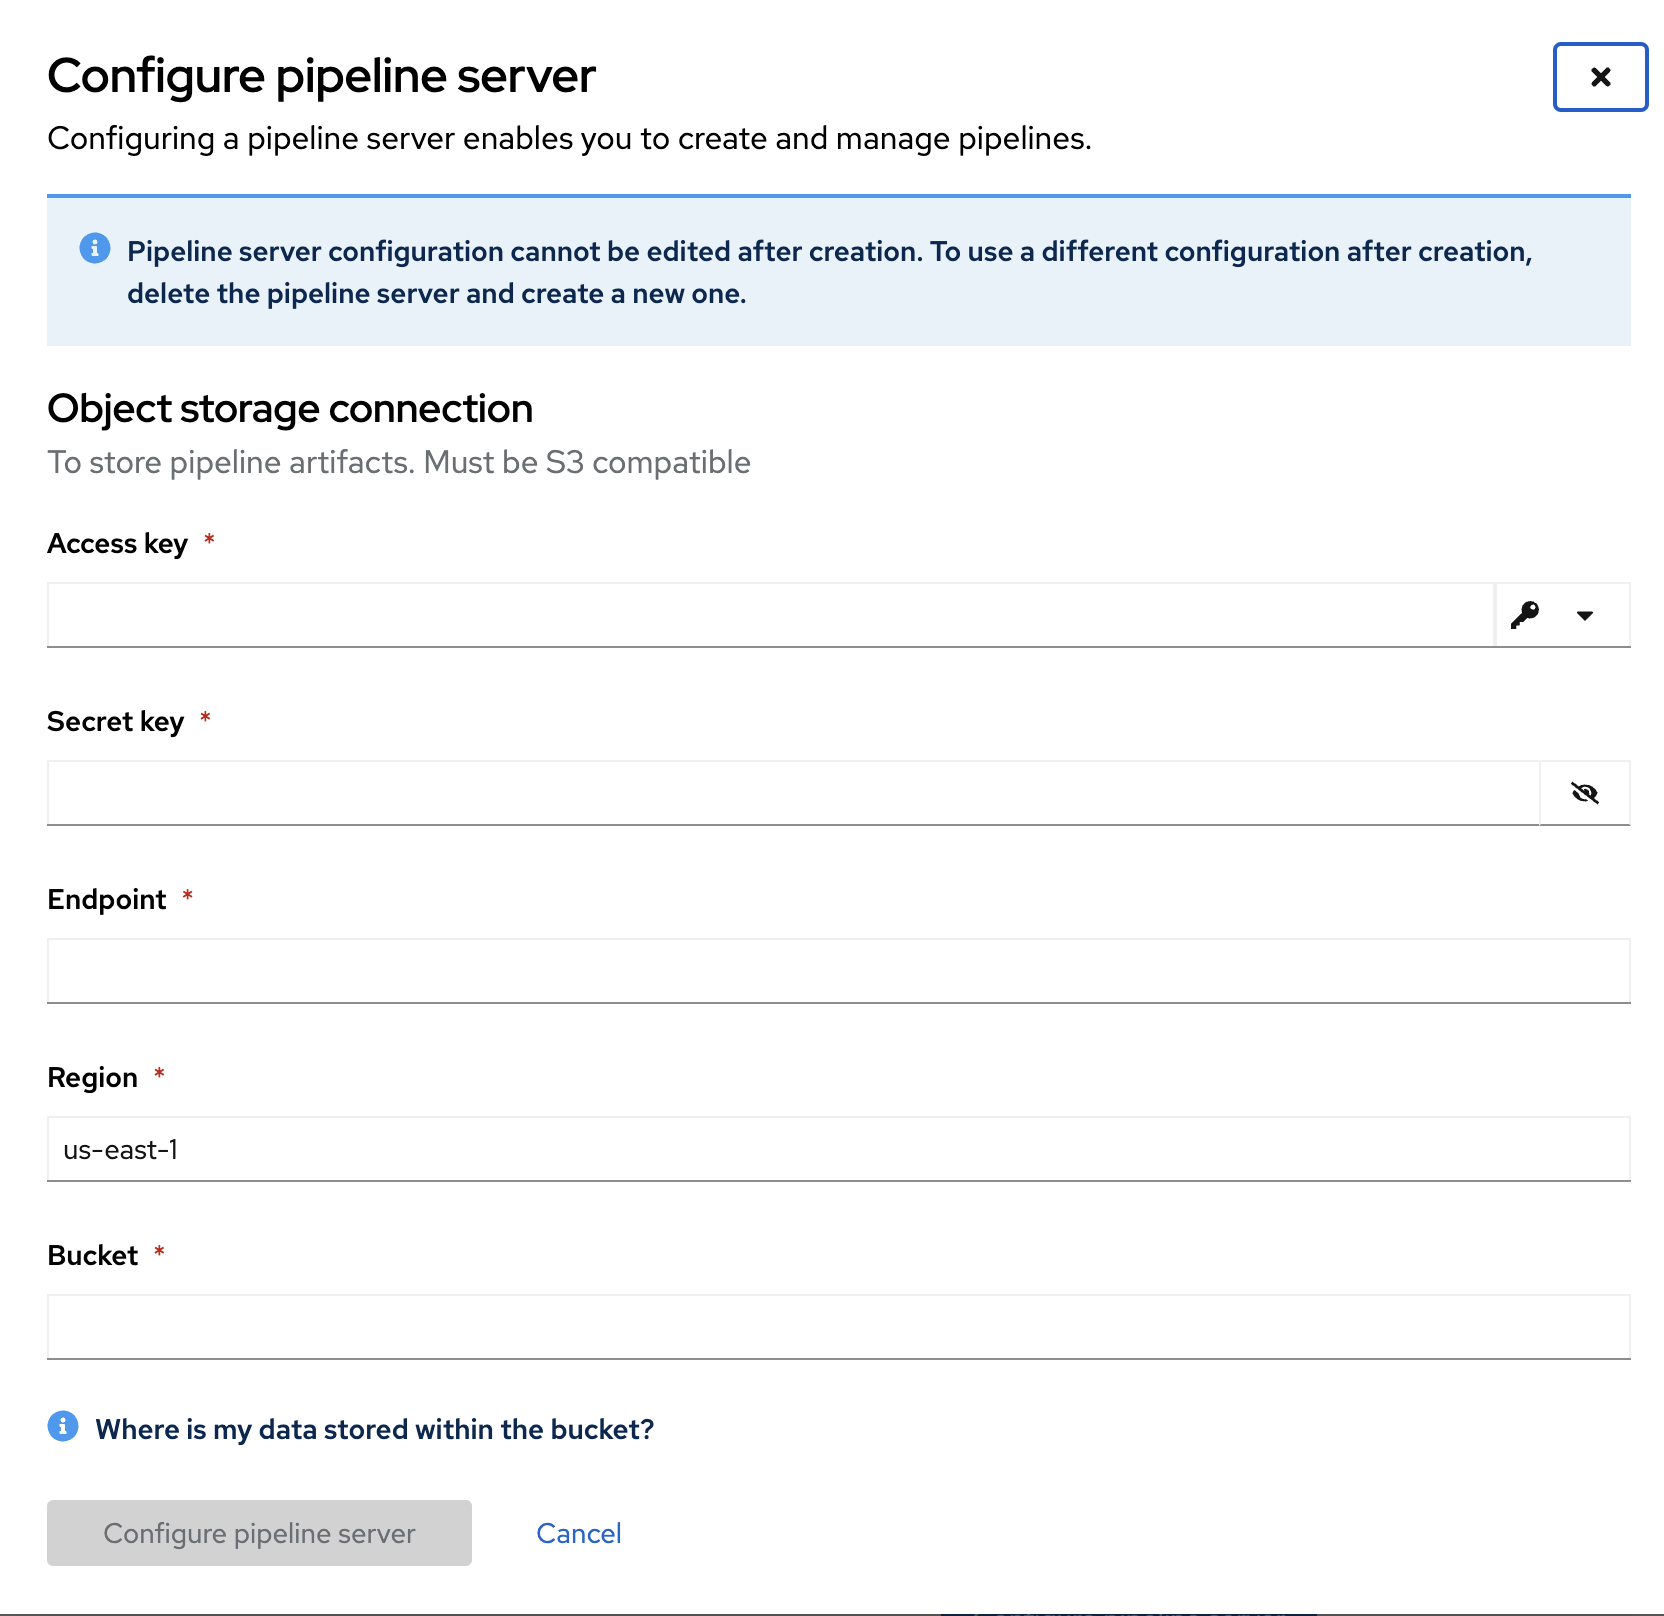 Configure pipeline server
Configuring a pipeline server enables you to create and manage pipelines.
Pipeline server configuration cannot be edited after creation. To use a different configuration after creation,
delete the pipeline server and create a new one.
Object storage connection
To store pipeline artifacts. Must be S3 compatible
Access key *
Secret key *
Endpoint *
Region *
us-east-1
Bucket *
Where is my data stored within the bucket?
Configure pipeline server Cancel